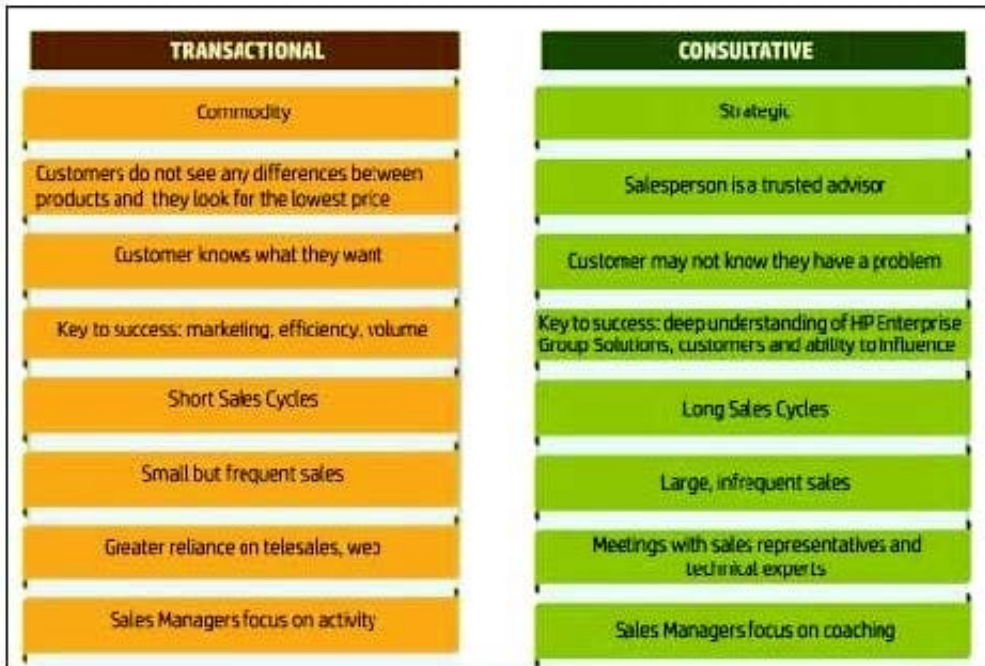 TRANSACTIONAL
Commodity
Customers do not see any differences between
products and they look for the lowest price
Customer knows what they want
Key to success: marketing, efficiency, volume
Short Sales Cycles
Small but frequent sales
Greater reliance on telesales, web
Sales Managers focus on activity
CONSULTATIVE
Strategic
Salesperson is a trusted advisor
Customer may not know they have a problem
Key to success: deep understanding of HP Enterprise
Group Solutions, customers and ability to Influence
Long Sales Cycles
Large, infrequent sales
Meetings with sales representatives and
technical experts
Sales Managers focus on coaching